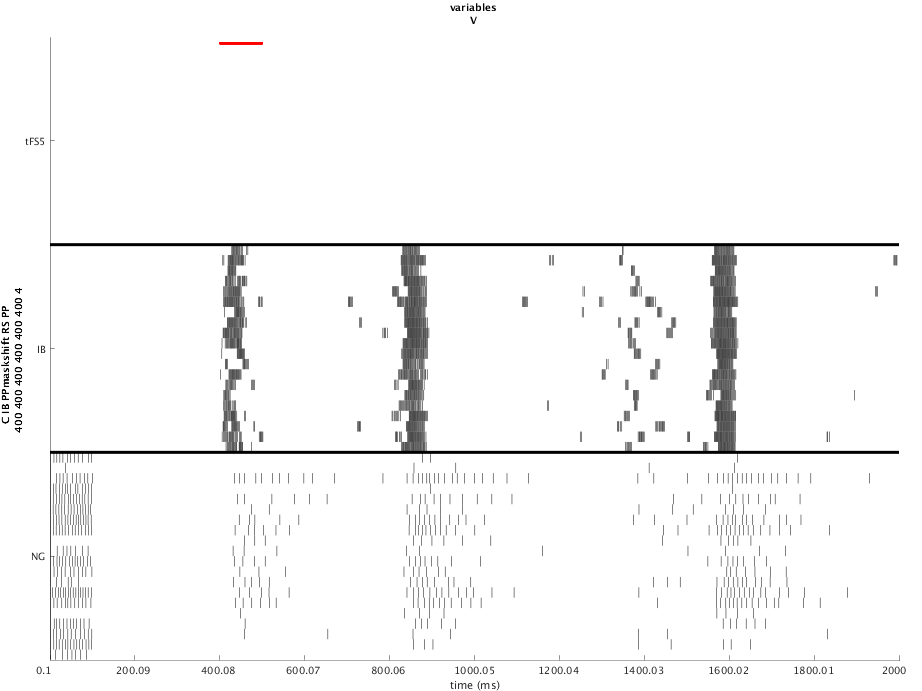 variables
V
tFS5
IB
NG
C IB PPmaskshift RS PP
400 400 400 400 400 400 4
0.1 200.09 400.08 600.07 800.06 1000.05 1200.04 1400.03 1600.02 1800.01 2000
time (ms)